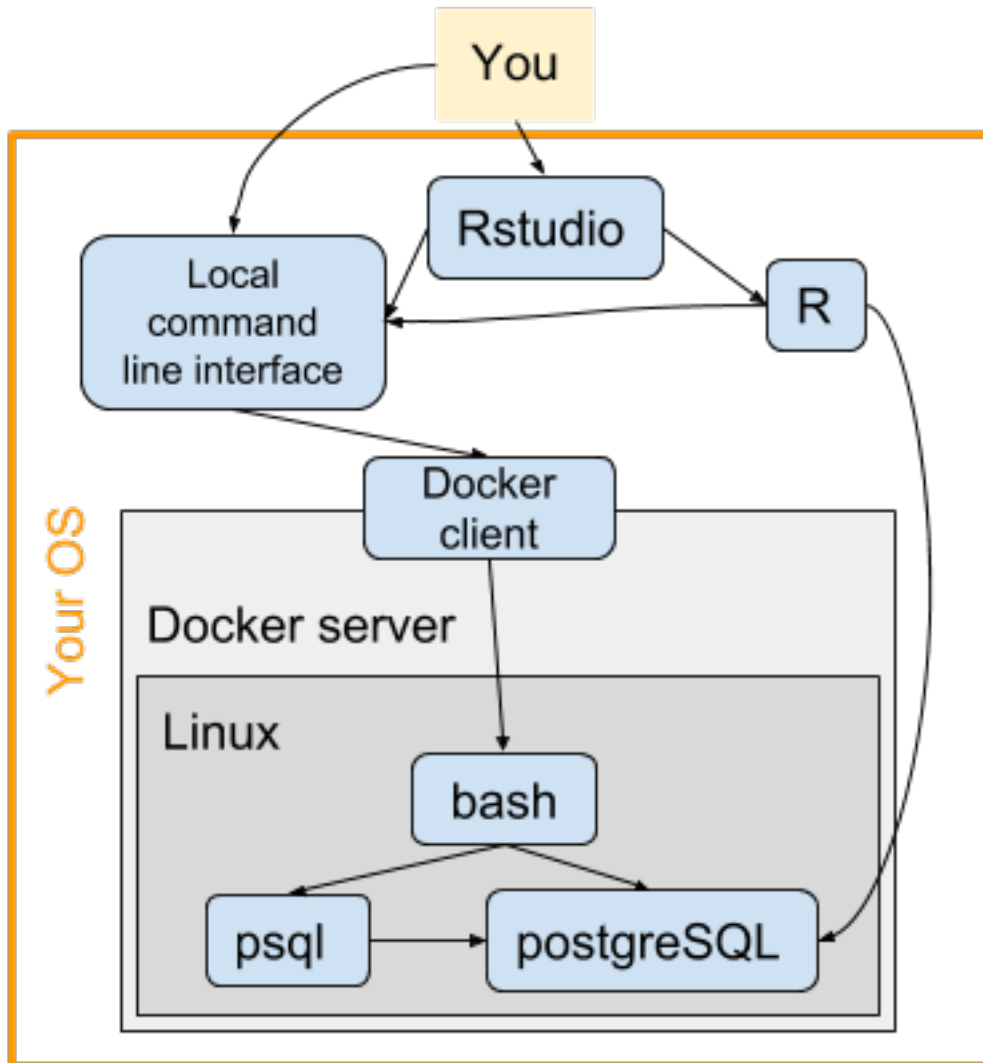 You
Rstudio
Local
command
line interface
R
Docker
client
Your OS
Docker server
Linux
bash
psql
postgreSQL